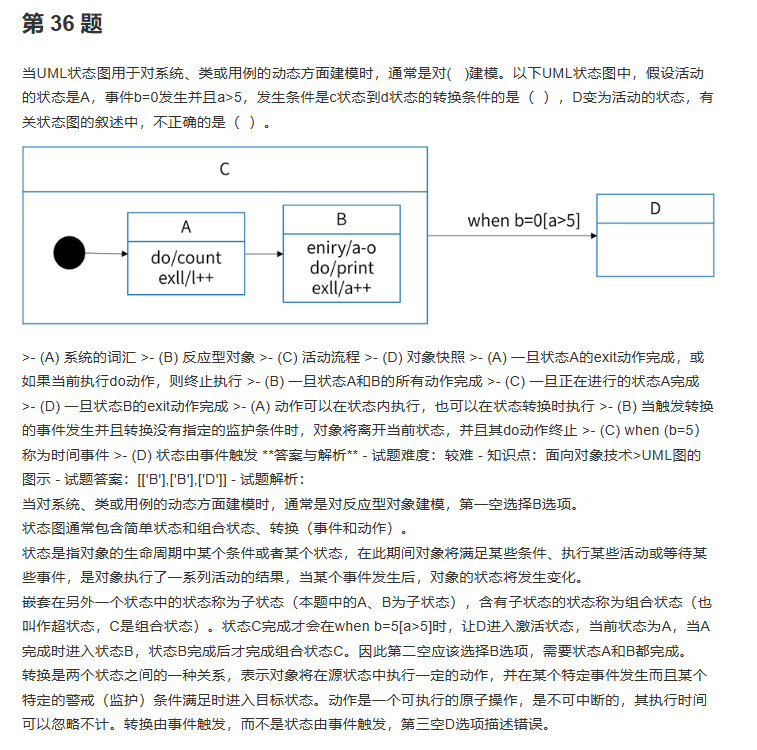 第 36 题
当UML状态图用于对系统、类或用例的动态方面建模时，通常是对(   )建模。以下UML状态图中，假设活动
的状态是A，事件b=0发生并且a>5，发生条件是c状态到d状态的转换条件的是（  ），D变为活动的状态，有
关状态图的叙述中，不正确的是（  ）。
C
A
do/count
exll/l++
B
eniry/a-o
do/print
exll/a++
when b=0[a>5]
D
>- (A) 系统的词汇 >- (B) 反应型对象 >- (C) 活动流程 >- (D) 对象快照 >- (A) 一旦状态A的exit动作完成，或
如果当前执行do动作，则终止执行 >- (B) 一旦状态A和B的所有动作完成 >- (C) 一旦正在进行的状态A完成
>- (D) 一旦状态B的exit动作完成 >- (A) 动作可以在状态内执行，也可以在状态转换时执行 >- (B) 当触发转换
的事件发生并且转换没有指定的监护条件时，对象将离开当前状态，并且其do动作终止 >- (C) when (b=5）
称为时间事件 >- (D) 状态由事件触发 **答案与解析** - 试题难度：较难 - 知识点：面向对象技术>UML图的
图示 - 试题答案：[['B'],['B'],['D']] - 试题解析：
当对系统、类或用例的动态方面建模时，通常是对反应型对象建模，第一空选择B选项。
状态图通常包含简单状态和组合状态、转换（事件和动作）。
状态是指对象的生命周期中某个条件或者某个状态，在此期间对象将满足某些条件、执行某些活动或等待某
些事件，是对象执行了一系列活动的结果，当某个事件发生后，对象的状态将发生变化。
嵌套在另外一个状态中的状态称为子状态（本题中的A、B为子状态），含有子状态的状态称为组合状态（也
叫作超状态，C是组合状态）。状态C完成才会在when b=5[a>5]时，让D进入激活状态，当前状态为A，当A
完成时进入状态B，状态B完成后才完成组合状态C。因此第二空应该选择B选项，需要状态A和B都完成。
转换是两个状态之间的一种关系，表示对象将在源状态中执行一定的动作，并在某个特定事件发生而且某个
特定的警戒（监护）条件满足时进入目标状态。动作是一个可执行的原子操作，是不可中断的，其执行时间
可以忽略不计。转换由事件触发，而不是状态由事件触发，第三空D选项描述错误。